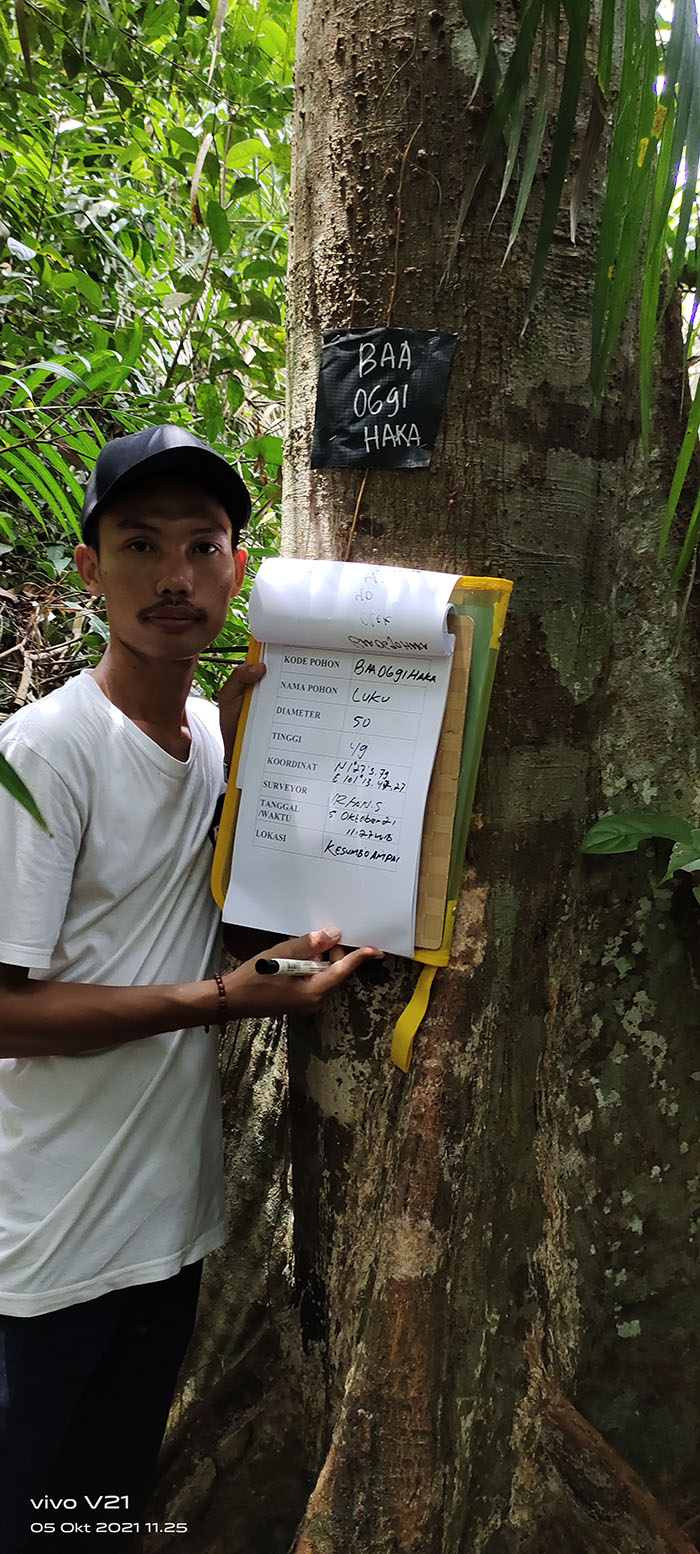 BAA
0691
HAKA
KODE POHON BAA0691HAKA
NAMA POHON LUKU
DIAMETER 50
TINGGI 49
KOORDINAT N 1°27'5.79
E 101°13'.47.27
SURVEYOR KHAN.S
TANGGAL 5 Oktober 21
/WAKTU 11:27 WIB
LOKASI KESUMBO AMPAI
vivo V21
05 Okt 2021 11.25